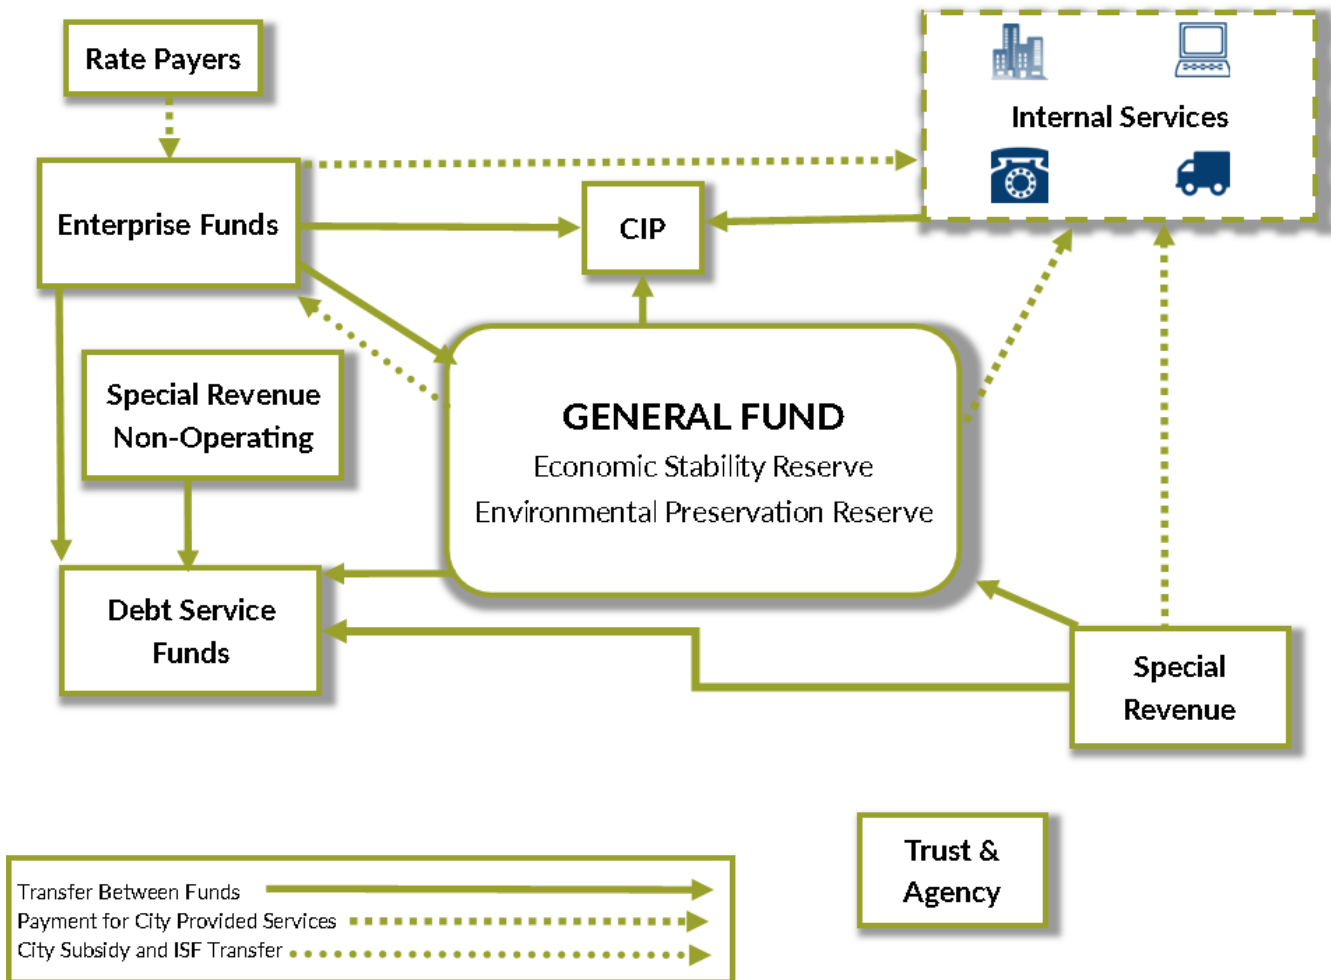 Rate Payers
Internal Services
Enterprise Funds
CIP
Special Revenue
Non-Operating
GENERAL FUND
Economic Stability Reserve
Environmental Preservation Reserve
Debt Service
Funds
Special
Revenue
Trust &
Agency
Transfer Between Funds
Payment for City Provided Services
City Subsidy and ISF Transfer